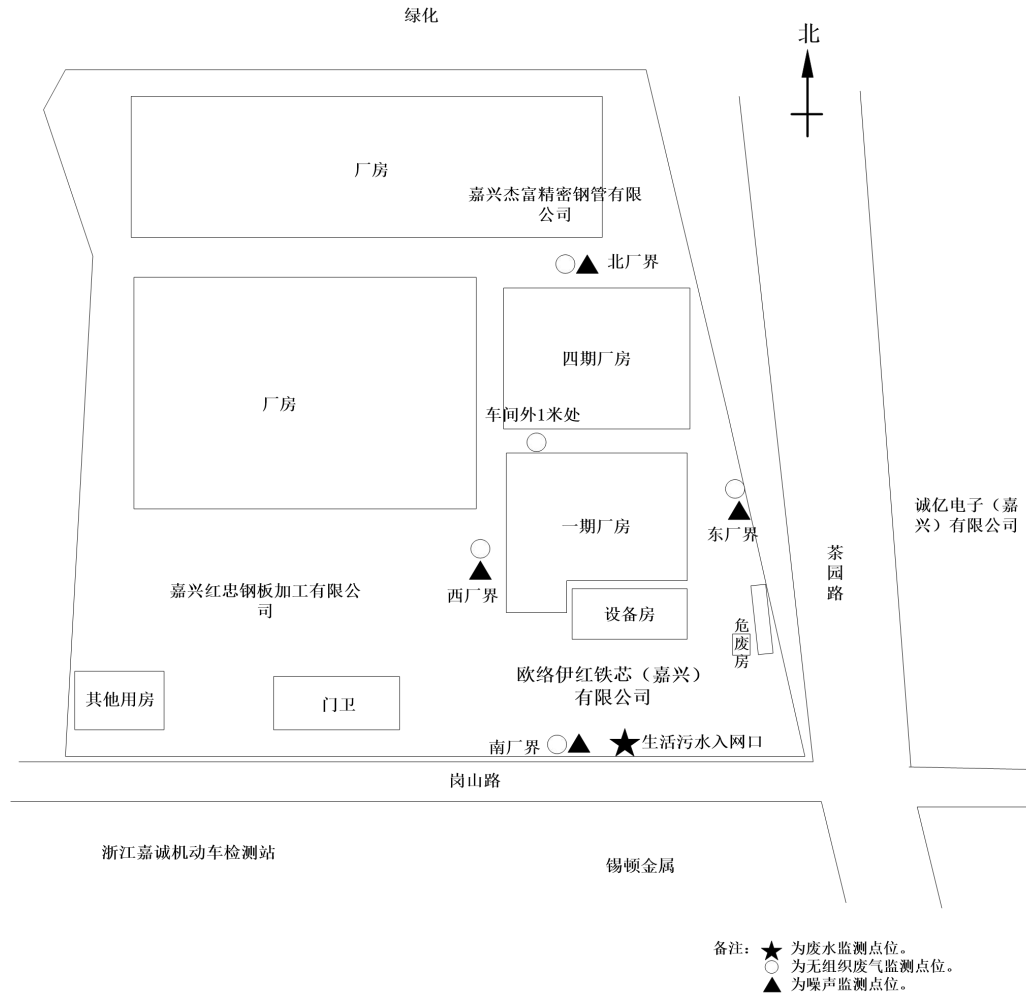 绿化
北
厂房
嘉兴杰富精密钢管有限
公司
北厂界
四期厂房
厂房
车间外1米处
诚亿电子（嘉
兴）有限公司
一期厂房
东厂界
茶
园
路
西厂界
嘉兴红忠钢板加工有限公
司
设备房
危
废
房
欧络伊红铁芯（嘉兴）
有限公司
其他用房
门卫
南厂界
生活污水入网口
岗山路
浙江嘉诚机动车检测站
锡顿金属
备注： 为废水监测点位。
为无组织废气监测点位。
为噪声监测点位。